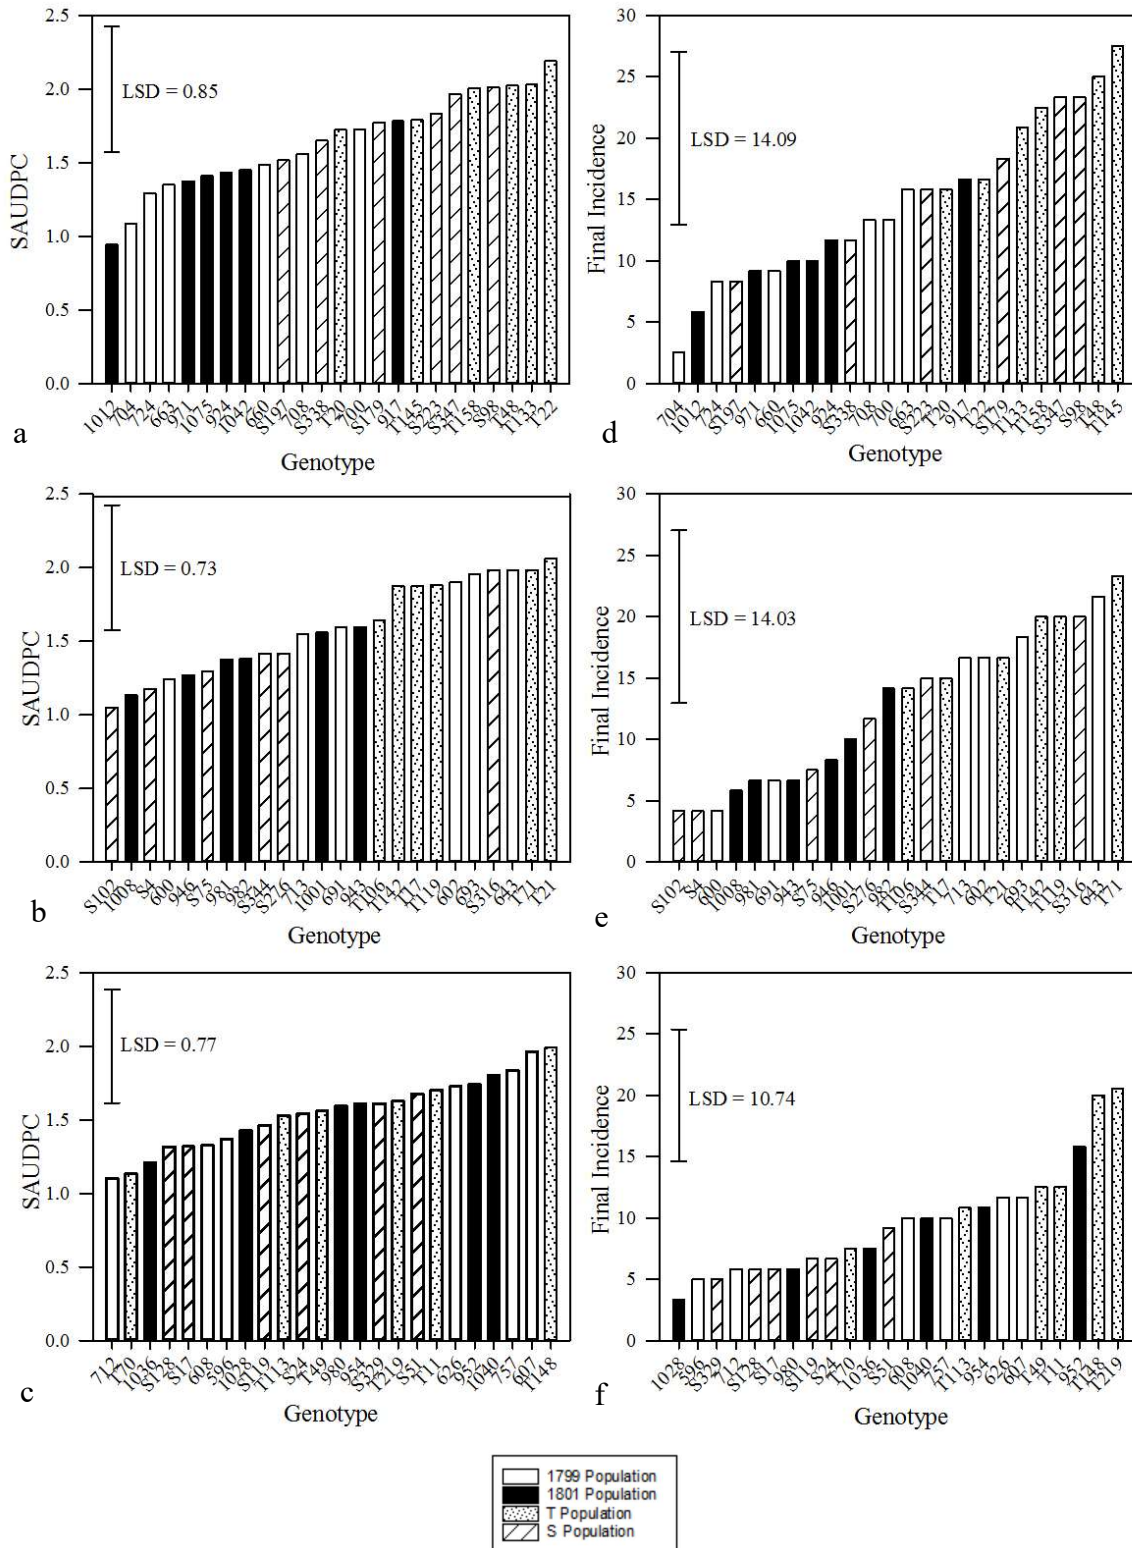 2.5
2.0
1.5
1.0
0.5
0.0
SAUDPC
LSD = 0.85
1012 704 724 663 971 1075 924 1042 660 S197 708 S338 T20 700 S179 917 T145 S223 S347 T158 S98 T48 T133 T22
a
Genotype
30
25
20
15
10
5
0
Final Incidence
LSD = 14.09
704 1012 724 S197 971 660 1075 1042 924 S338 708 700 663 S223 T20 917 T22 S179 T133 T158 S347 S98 T48 T145
d
Genotype
2.5
2.0
1.5
1.0
0.5
0.0
SAUDPC
LSD = 0.73
S102 1008 S4 600 946 S75 981 982 S344 S276 713 1001 691 943 T106 T142 T17 T119 602 693 S316 643 T71 T21
b
Genotype
30
25
20
15
10
5
0
Final Incidence
LSD = 14.03
S102 S4 600 1008 981 691 943 S75 946 1001 S276 982 T106 S344 T17 713 602 T21 693 T142 T119 S316 643 T71
e
Genotype
2.5
2.0
1.5
1.0
0.5
0.0
SAUDPC
LSD = 0.77
712 T70 1036 S128 S17 608 596 1028 S119 T113 S24 T49 980 954 S329 T219 S51 T11 626 952 1040 757 607 T148
c
Genotype
30
25
20
15
10
5
0
Final Incidence
LSD = 10.74
1028 596 S329 712 S128 S17 980 S119 S24 T70 1036 S51 608 1040 757 T113 954 626 607 T49 T11 952 T148 T219
f
Genotype
1799 Population
1801 Population
T Population
S Population